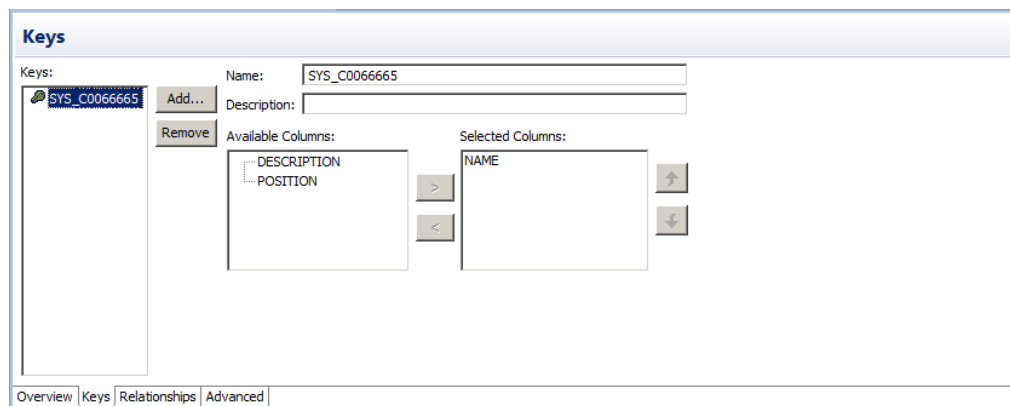 Keys
Keys:
SYS_C0066665
Add...
Remove
Name: SYS_C0066665
Description:
Available Columns:
DESCRIPTION
POSITION
>
<
Selected Columns:
NAME
Overview Keys Relationships Advanced